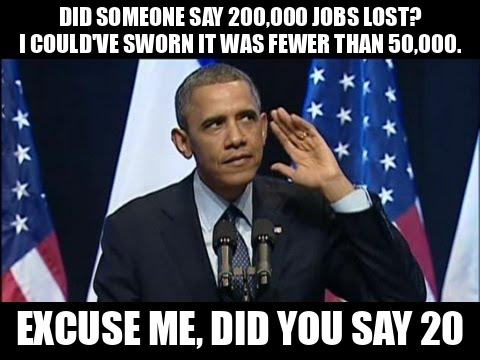 DID SOMEONE SAY 200,000 JOBS LOST?
I COULD'VE SWORN IT WAS FEWER THAN 50,000.
EXCUSE ME, DID YOU SAY 20